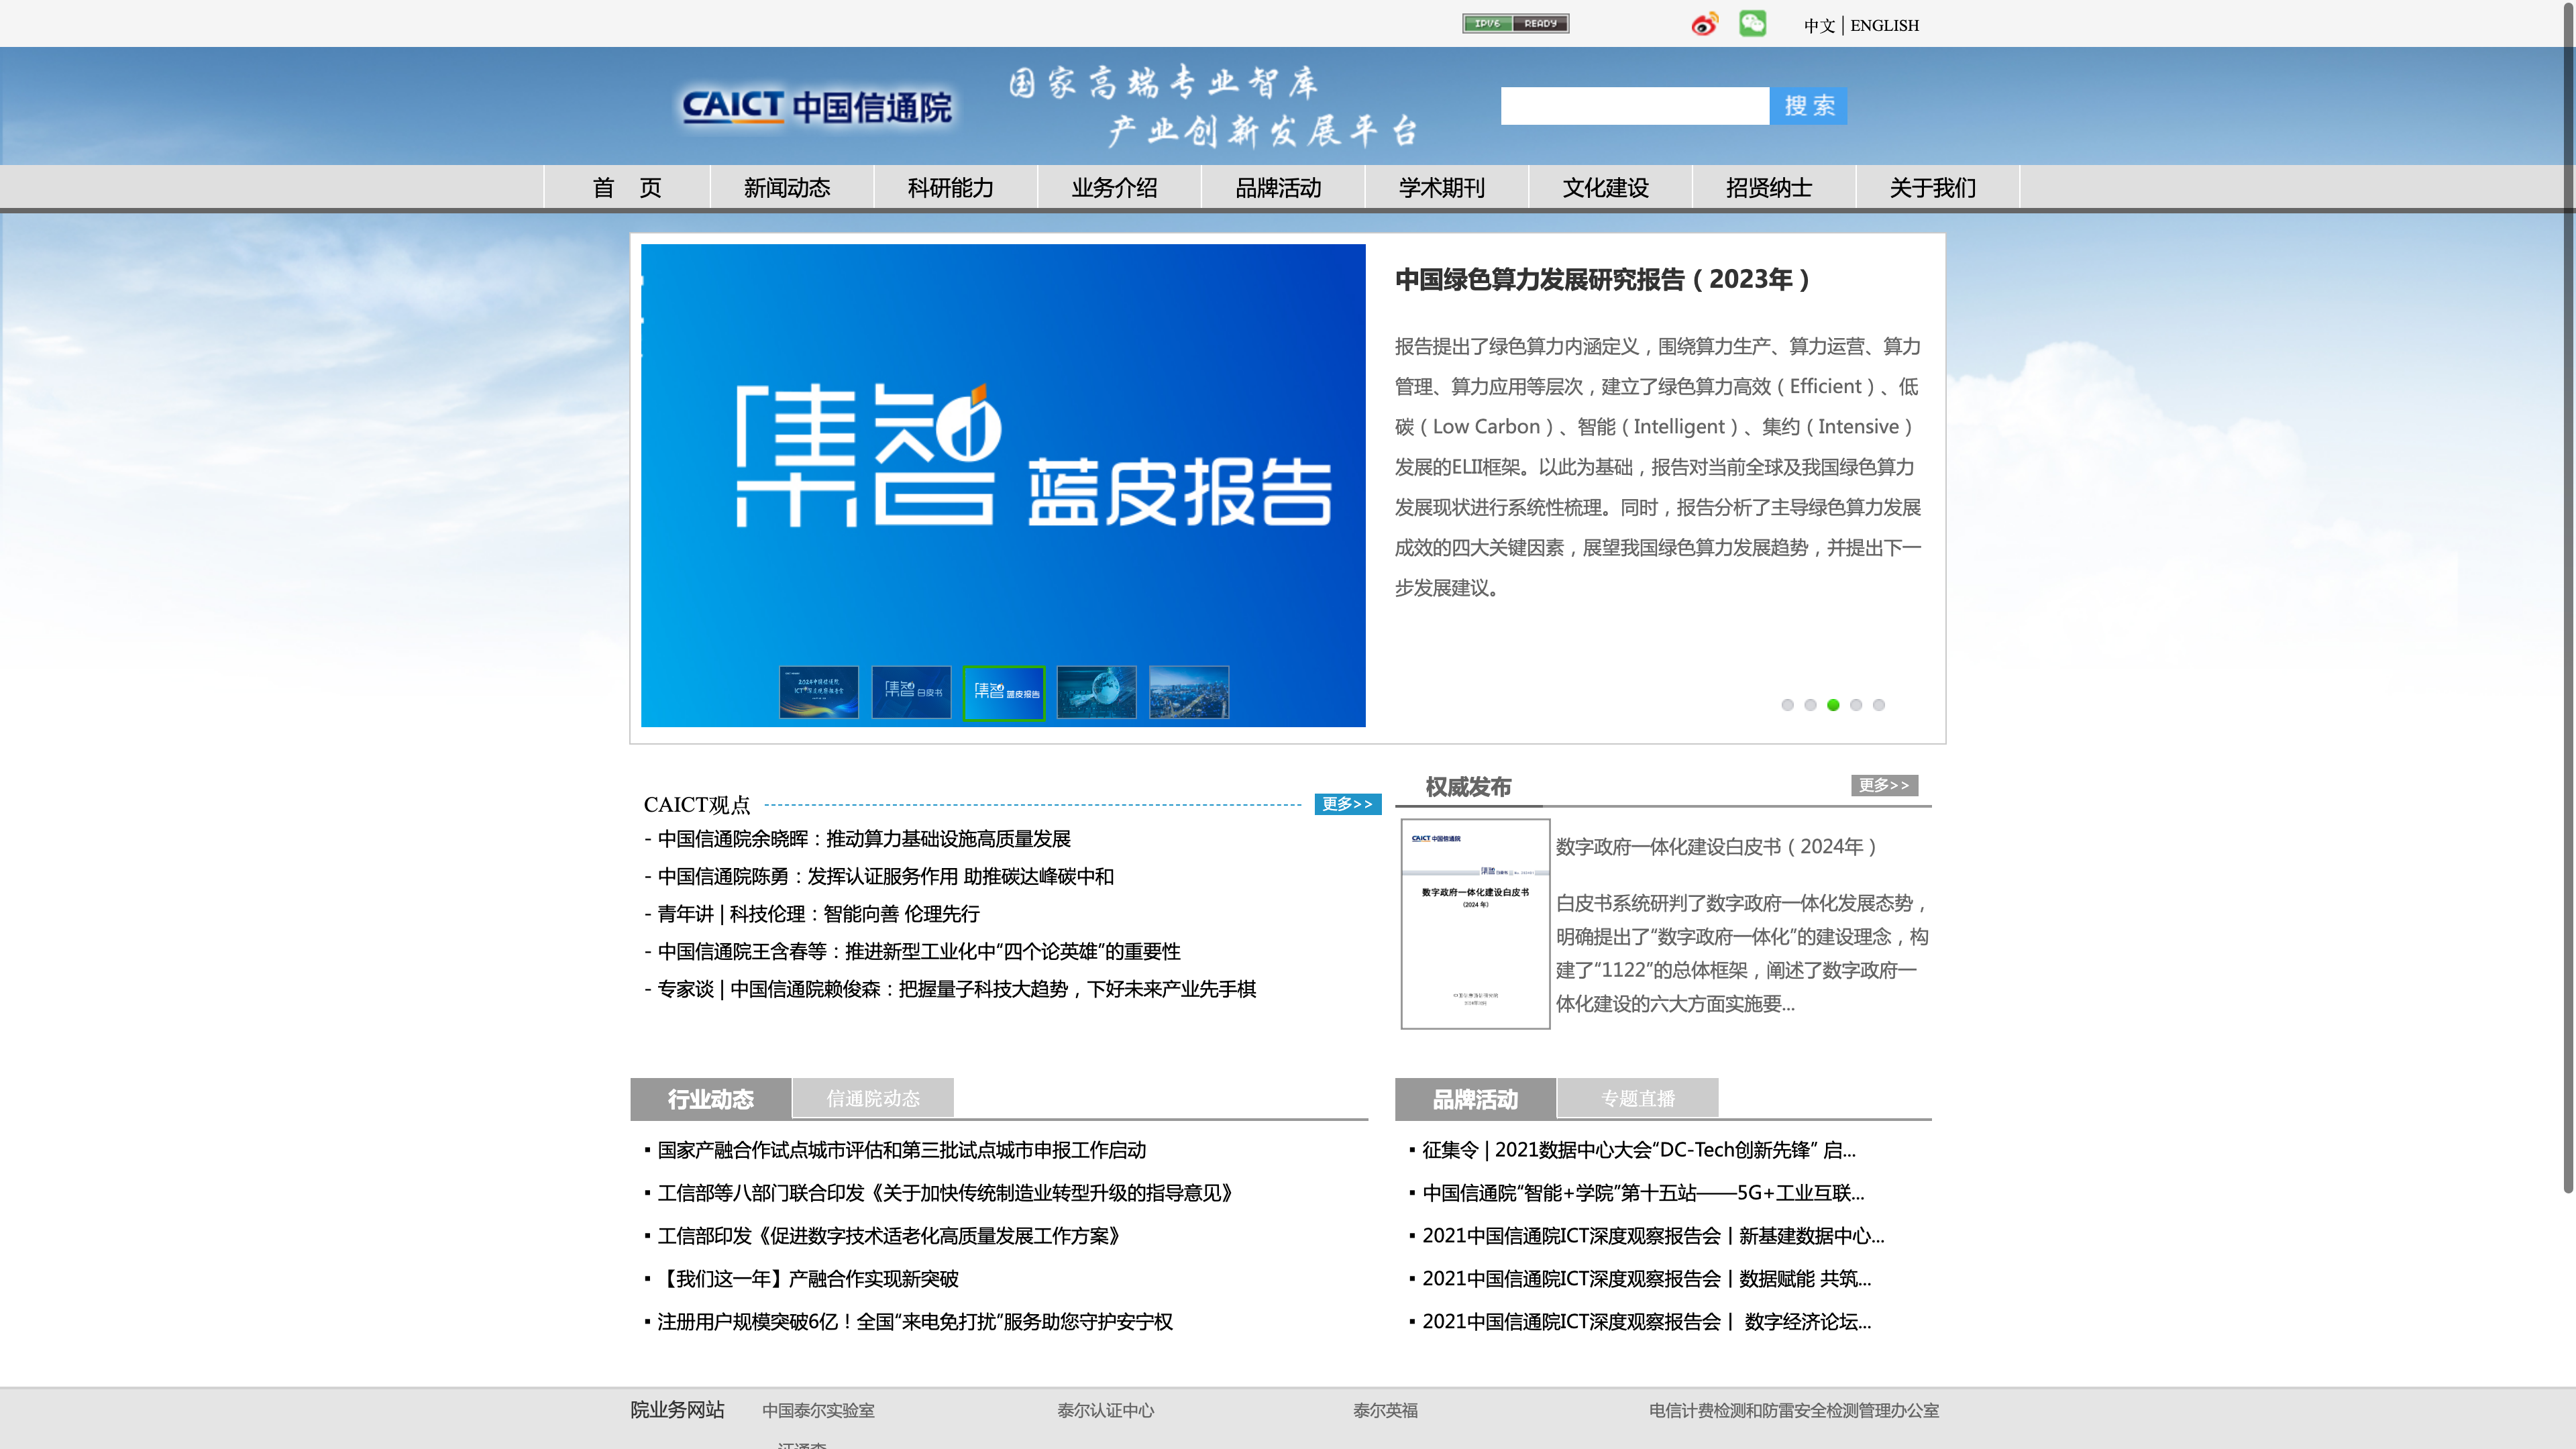 IPV6 READY
中文 | ENGLISH
CAICT 中国信通院
国家高端专业智库
产业创新发展平台
搜 索
首 页
新闻动态
科研能力
业务介绍
品牌活动
学术期刊
文化建设
招贤纳士
关于我们
集智 蓝皮报告
集智 白皮书
集智 蓝皮报告
中国绿色算力发展研究报告（2023年）
报告提出了绿色算力内涵定义，围绕算力生产、算力运营、算力
管理、算力应用等层次，建立了绿色算力高效（Efficient）、低
碳（Low Carbon）、智能（Intelligent）、集约（Intensive）
发展的ELII框架。以此为基础，报告对当前全球及我国绿色算力
发展现状进行系统性梳理。同时，报告分析了主导绿色算力发展
成效的四大关键因素，展望我国绿色算力发展趋势，并提出下一
步发展建议。
CAICT观点
更多>>
- 中国信通院余晓晖：推动算力基础设施高质量发展
- 中国信通院陈勇：发挥认证服务作用 助推碳达峰碳中和
- 青年讲 | 科技伦理：智能向善 伦理先行
- 中国信通院王含春等：推进新型工业化中“四个论英雄”的重要性
- 专家谈 | 中国信通院赖俊森：把握量子科技大趋势，下好未来产业先手棋
权威发布
更多>>
CAICT 中国信通院
数字政府一体化建设白皮书
(2024 年)
数字政府一体化建设白皮书（2024年）
白皮书系统研判了数字政府一体化发展态势，
明确提出了“数字政府一体化”的建设理念，构
建了“1122”的总体框架，阐述了数字政府一
体化建设的六大方面实施要...
行业动态
信通院动态
▪ 国家产融合作试点城市评估和第三批试点城市申报工作启动
▪ 工信部等八部门联合印发《关于加快传统制造业转型升级的指导意见》
▪ 工信部印发《促进数字技术适老化高质量发展工作方案》
▪ 【我们这一年】产融合作实现新突破
▪ 注册用户规模突破6亿！全国“来电免打扰”服务助您守护安宁权
品牌活动
专题直播
▪ 征集令 | 2021数据中心大会“DC-Tech创新先锋” 启...
▪ 中国信通院“智能+学院”第十五站——5G+工业互联...
▪ 2021中国信通院ICT深度观察报告会丨新基建数据中心...
▪ 2021中国信通院ICT深度观察报告会丨数据赋能 共筑...
▪ 2021中国信通院ICT深度观察报告会丨 数字经济论坛...
院业务网站
中国泰尔实验室
泰尔认证中心
泰尔英福
电信计费检测和防雷安全检测管理办公室